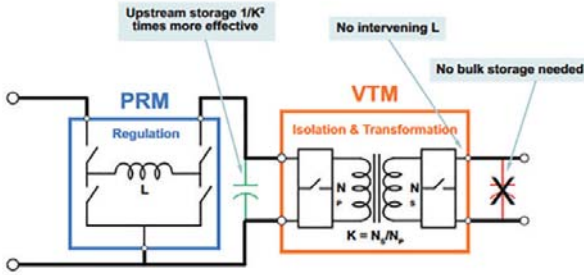 Upstream storage 1/K²
times more effective
No intervening L
No bulk storage needed
PRM
Regulation
L
VTM
Isolation & Transformation
N
P
N
S
K = NS/NP